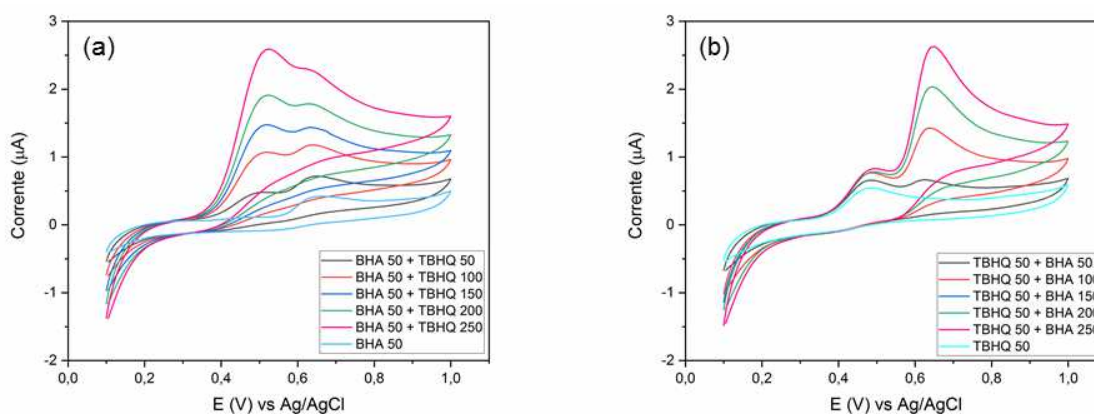 (a)
3
2
1
0
-1
-2
Corrente (µA)
BHA 50 + TBHQ 50
BHA 50 + TBHQ 100
BHA 50 + TBHQ 150
BHA 50 + TBHQ 200
BHA 50 + TBHQ 250
BHA 50
0,0 0,2 0,4 0,6 0,8 1,0
E (V) vs Ag/AgCl
(b)
3
2
1
0
-1
-2
Corrente (µA)
TBHQ 50 + BHA 50
TBHQ 50 + BHA 100
TBHQ 50 + BHA 150
TBHQ 50 + BHA 200
TBHQ 50 + BHA 250
TBHQ 50
0,0 0,2 0,4 0,6 0,8 1,0
E (V) vs Ag/AgCl